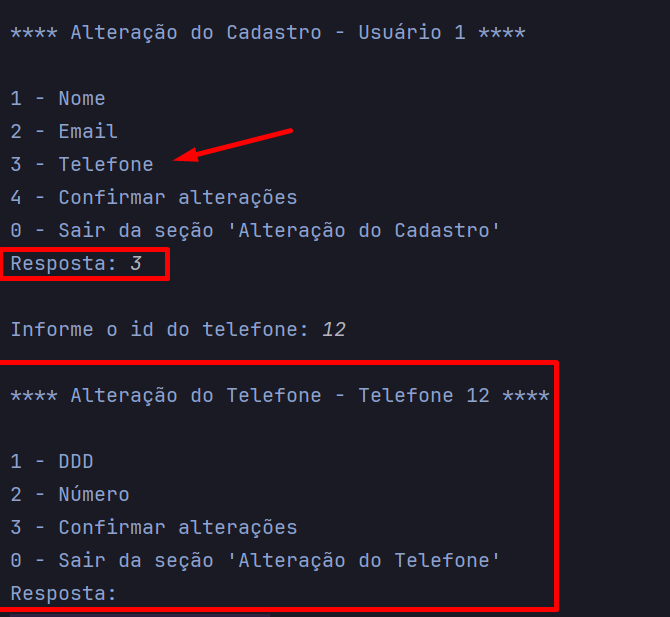 **** Alteração do Cadastro - Usuário 1 ****
1 - Nome
2 - Email
3 - Telefone
4 - Confirmar alterações
0 - Sair da seção 'Alteração do Cadastro'
Resposta: 3
Informe o id do telefone: 12
**** Alteração do Telefone - Telefone 12 ****
1 - DDD
2 - Número
3 - Confirmar alterações
0 - Sair da seção 'Alteração do Telefone'
Resposta: